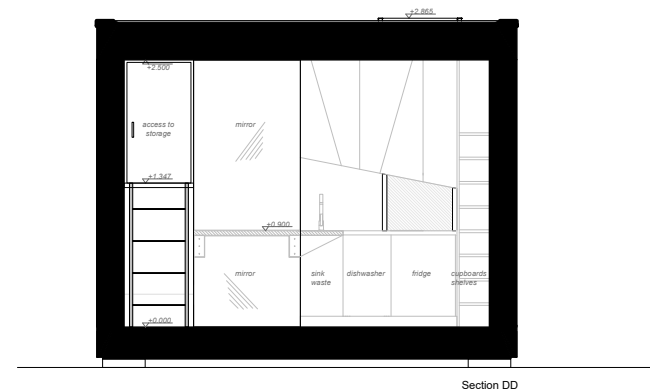 +2.865
+2.500
access to
storage
mirror
+1.347
+0.900
mirror
sink
waste
dishwasher
fridge
cupboards
shelves
+0.000
Section DD